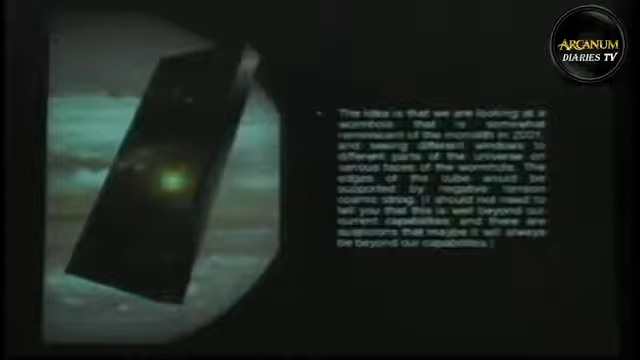 ARCANUM
DIARIES TV
The idea is that we are looking at a
wormhole that is somewhat
reminiscent of the monolith in 2001,
and seeing different windows to
different parts of the universe on
various faces of the wormhole. The
edges of the cube would be
supported by negative tension
cosmic string. (I should not need to
tell you that this is well beyond our
current capabilities, and there are
suspicions that maybe it will always
be beyond our capabilities.)